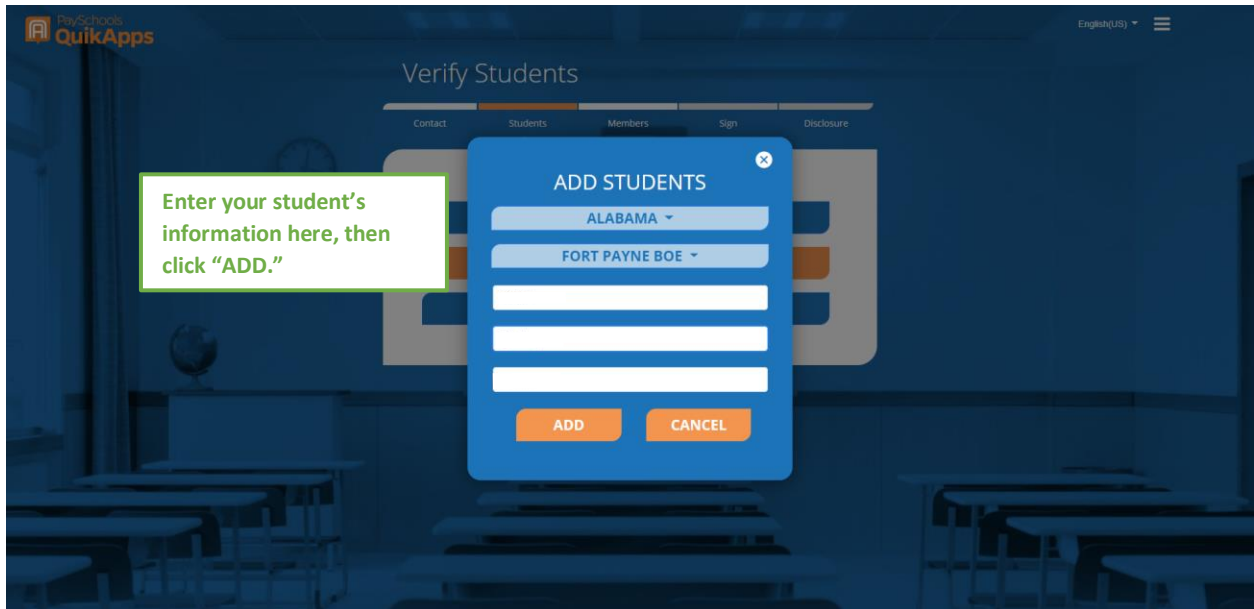 PaySchools
QuikApps
English(US)
Verify Students
Contact Students Members Sign Disclosure
ADD STUDENTS
Enter your student’s
information here, then
click “ADD.”
ALABAMA
FORT PAYNE BOE
ADD CANCEL